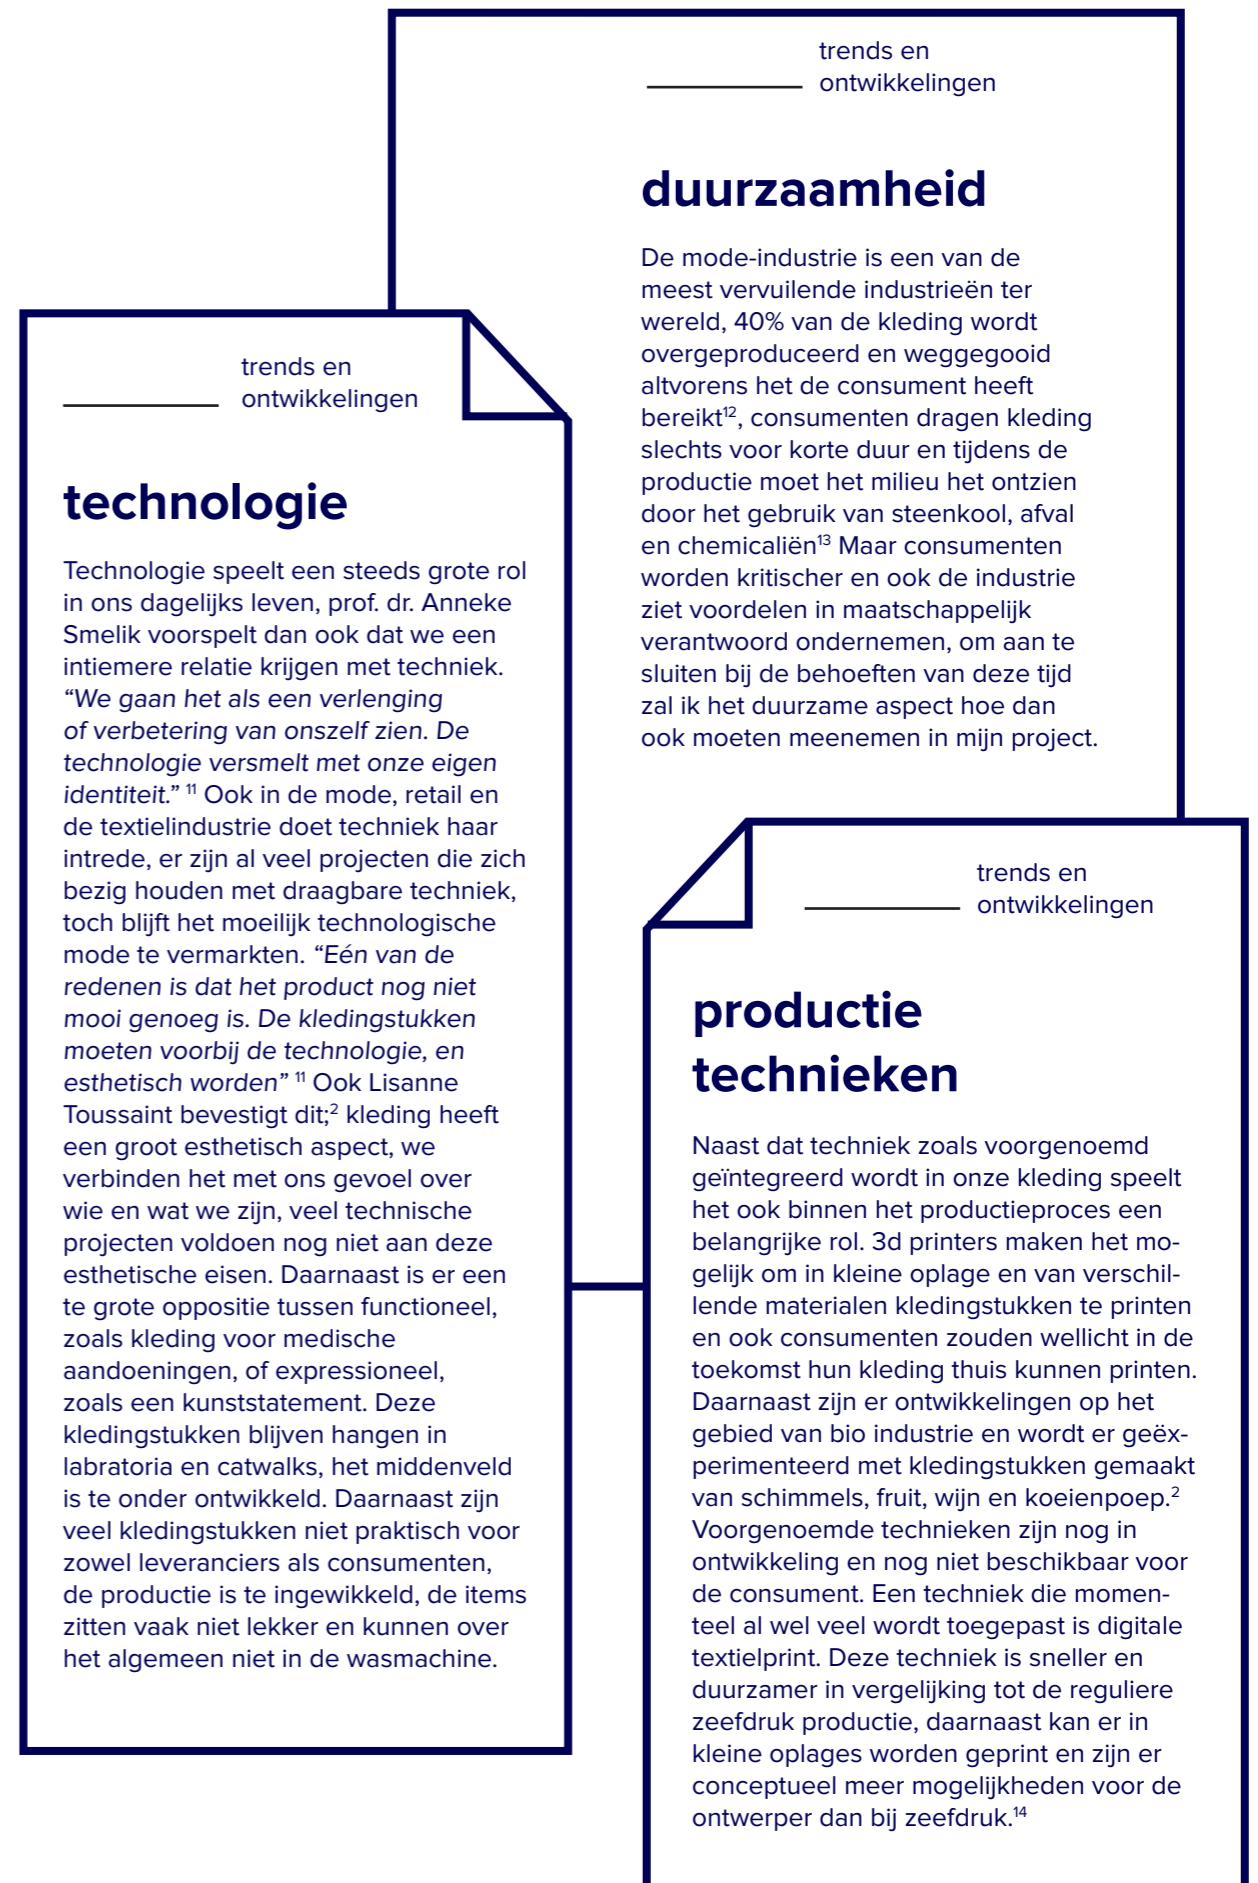 trends en
ontwikkelingen
duurzaamheid
De mode-industrie is een van de
meest vervuilende industrieën ter
wereld, 40% van de kleding wordt
overgeproduceerd en weggegooid
altvorens het de consument heeft
bereikt¹², consumenten dragen kleding
slechts voor korte duur en tijdens de
productie moet het milieu het ontzien
door het gebruik van steenkool, afval
en chemicaliën¹³ Maar consumenten
worden kritischer en ook de industrie
ziet voordelen in maatschappelijk
verantwoord ondernemen, om aan te
sluiten bij de behoeften van deze tijd
zal ik het duurzame aspect hoe dan
ook moeten meenemen in mijn project.
trends en
ontwikkelingen
technologie
Technologie speelt een steeds grote rol
in ons dagelijks leven, prof. dr. Anneke
Smelik voorspelt dan ook dat we een
intiemere relatie krijgen met techniek.
“We gaan het als een verlenging
of verbetering van onszelf zien. De
technologie versmelt met onze eigen
identiteit.” ¹¹ Ook in de mode, retail en
de textielindustrie doet techniek haar
intrede, er zijn al veel projecten die zich
bezig houden met draagbare techniek,
toch blijft het moeilijk technologische
mode te vermarkten. “Eén van de
redenen is dat het product nog niet
mooi genoeg is. De kledingstukken
moeten voorbij de technologie, en
esthetisch worden” ¹¹ Ook Lisanne
Toussaint bevestigt dit;² kleding heeft
een groot esthetisch aspect, we
verbinden het met ons gevoel over
wie en wat we zijn, veel technische
projecten voldoen nog niet aan deze
esthetische eisen. Daarnaast is er een
te grote oppositie tussen functioneel,
zoals kleding voor medische
aandoeningen, of expressioneel,
zoals een kunststatement. Deze
kledingstukken blijven hangen in
labratoria en catwalks, het middenveld
is te onder ontwikkeld. Daarnaast zijn
veel kledingstukken niet praktisch voor
zowel leveranciers als consumenten,
de productie is te ingewikkeld, de items
zitten vaak niet lekker en kunnen over
het algemeen niet in de wasmachine.
trends en
ontwikkelingen
productie
technieken
Naast dat techniek zoals voorgenoemd
geïntegreerd wordt in onze kleding speelt
het ook binnen het productieproces een
belangrijke rol. 3d printers maken het mo-
gelijk om in kleine oplage en van verschil-
lende materialen kledingstukken te printen
en ook consumenten zouden wellicht in de
toekomst hun kleding thuis kunnen printen.
Daarnaast zijn er ontwikkelingen op het
gebied van bio industrie en wordt er geëx-
perimenteerd met kledingstukken gemaakt
van schimmels, fruit, wijn en koeienpoep.²
Voorgenoemde technieken zijn nog in
ontwikkeling en nog niet beschikbaar voor
de consument. Een techniek die momen-
teel al wel veel wordt toegepast is digitale
textielprint. Deze techniek is sneller en
duurzamer in vergelijking tot de reguliere
zeefdruk productie, daarnaast kan er in
kleine oplages worden geprint en zijn er
conceptueel meer mogelijkheden voor de
ontwerper dan bij zeefdruk.¹⁴